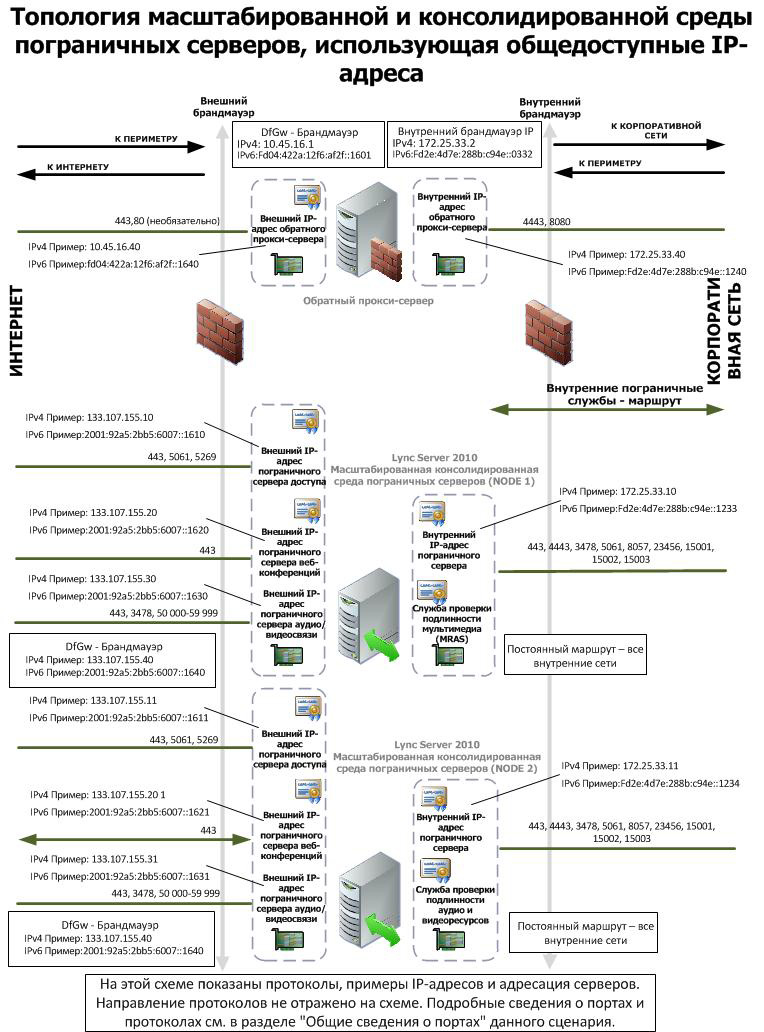 Топология масштабированной и консолидированной среды
пограничных серверов, использующая общедоступные IP-
адреса
Внешний
брандмауэр
Внутренний
брандмауэр
DfGw - Брандмауэр
IPv4: 10.45.16.1
IPv6:Fd04:422a:12f6:af2f::1601
Внутренний брандмауэр IP
IPv4: 172.25.33.2
IPv6:Fd2e:4d7e:288b:c94e::0332
К ПЕРИМЕТРУ
К ИНТЕРНЕТУ
К КОРПОРАТИВНОЙ
СЕТИ
К ПЕРИМЕТРУ
443,80 (необязательно)
IPv4 Пример: 10.45.16.40
IPv6 Пример:fd04:422a:12f6:af2f::1640
Внешний IP-
адрес обратного
прокси-сервера
Внутренний IP-
адрес
обратного
прокси-сервера
4443, 8080
IPv4 Пример: 172.25.33.40
IPv6 Пример:Fd2e:4d7e:288b:c94e::1240
Обратный прокси-сервер
ИНТЕРНЕТ
КОРПОРАТИ
ВНАЯ СЕТЬ
Внутренние пограничные
службы - маршрут
IPv4 Пример: 133.107.155.10
IPv6 Пример:2001:92a5:2bb5:6007::1610
443, 5061, 5269
Внешний IP-
адрес
пограничного
сервера доступа
Lync Server 2010
Масштабированная консолидированная
среда пограничных серверов (NODE 1)
IPv4 Пример: 133.107.155.20
IPv6 Пример:2001:92a5:2bb5:6007::1620
443
Внешний IP-
адрес
пограничного
сервера веб-
конференций
IPv4 Пример: 172.25.33.10
IPv6 Пример:Fd2e:4d7e:288b:c94e::1233
Внутренний
IP-адрес
пограничного
сервера
443, 4443, 3478, 5061, 8057, 23456, 15001,
15002, 15003
IPv4 Пример: 133.107.155.30
IPv6 Пример:2001:92a5:2bb5:6007::1630
443, 3478, 50 000-59 999
Внешний IP-
адрес
пограничного
сервера аудио/
видеосвязи
Служба проверки
подлинности
мультимедиа
(MRAS)
DfGw - Брандмауэр
IPv4 Пример: 133.107.155.40
IPv6 Пример:2001:92a5:2bb5:6007::1640
Постоянный маршрут – все
внутренние сети
IPv4 Пример: 133.107.155.11
IPv6 Пример:2001:92a5:2bb5:6007::1611
443, 5061, 5269
Внешний IP-
адрес
пограничного
сервера доступа
Lync Server 2010
Масштабированная консолидированная
среда пограничных серверов (NODE 2)
IPv4 Пример: 172.25.33.11
IPv6 Пример:Fd2e:4d7e:288b:c94e::1234
IPv4 Пример: 133.107.155.20 1
IPv6 Пример:2001:92a5:2bb5:6007::1621
443
Внешний IP-
адрес
пограничного
сервера веб-
конференций
Внутренний IP-
адрес
пограничного
сервера
443, 4443, 3478, 5061, 8057, 23456, 15001,
15002, 15003
IPv4 Пример: 133.107.155.31
IPv6 Пример:2001:92a5:2bb5:6007::1631
443, 3478, 50 000-59 999
Внешний IP-
адрес
пограничного
сервера аудио/
видеосвязи
Служба проверки
подлинности
аудио и
видеоресурсов
DfGw - Брандмауэр
IPv4 Пример: 133.107.155.40
IPv6 Пример:2001:92a5:2bb5:6007::1640
Постоянный маршрут – все
внутренние сети
На этой схеме показаны протоколы, примеры IP-адресов и адресация серверов.
Направление протоколов не отражено на схеме. Подробные сведения о портах и
протоколах см. в разделе "Общие сведения о портах" данного сценария.